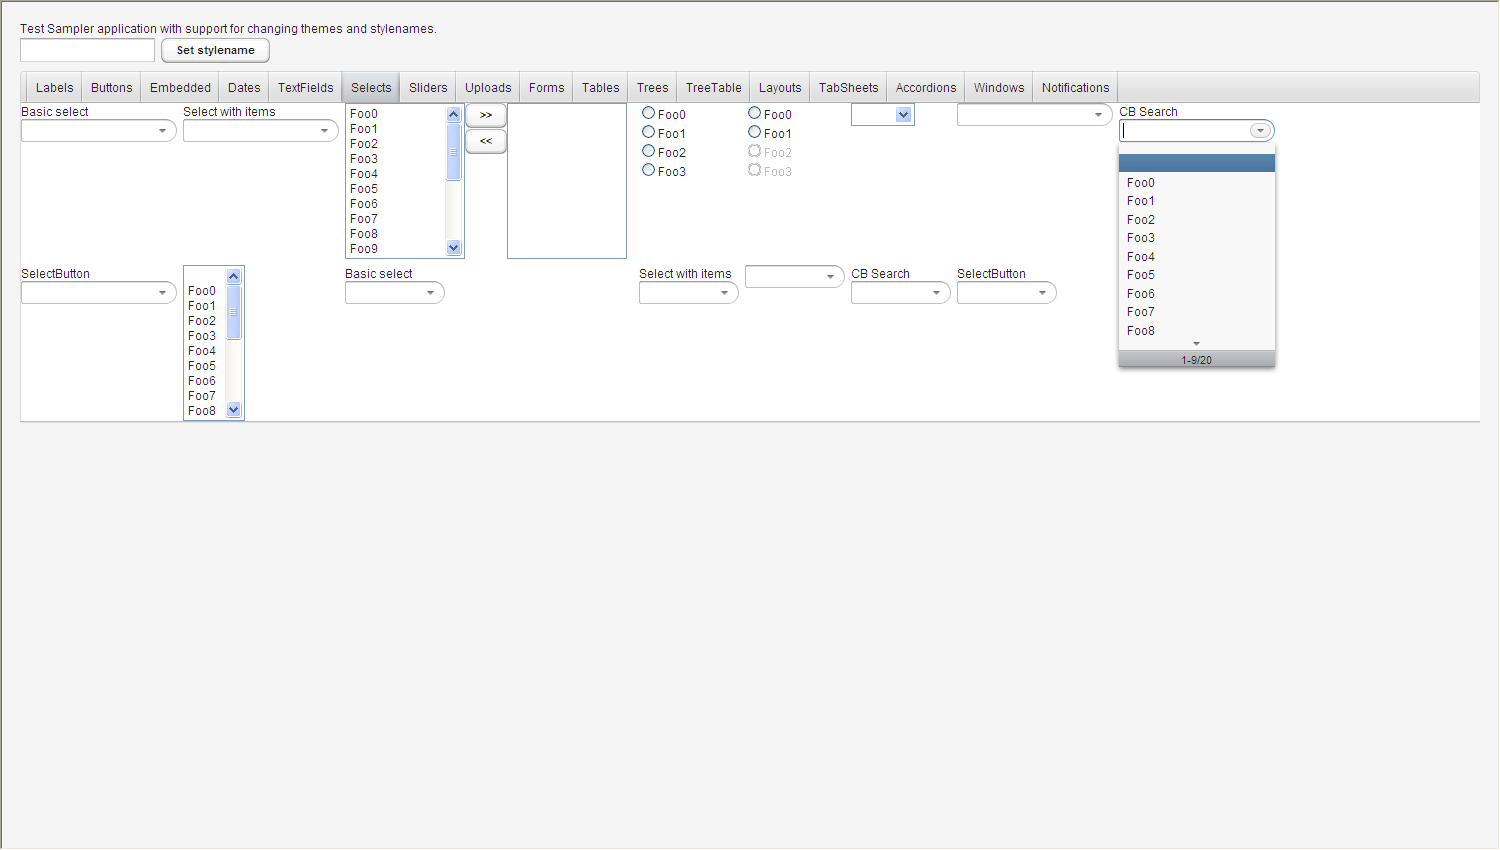 Test Sampler application with support for changing themes and stylenames.
Set stylename
Labels Buttons Embedded Dates TextFields Selects Sliders Uploads Forms Tables Trees TreeTable Layouts TabSheets Accordions Windows Notifications
Basic select
Select with items
Foo0
Foo1
Foo2
Foo3
Foo4
Foo5
Foo6
Foo7
Foo8
Foo9
>>
<<
Foo0
Foo1
Foo2
Foo3
Foo0
Foo1
Foo2
Foo3
CB Search
Foo0
Foo1
Foo2
Foo3
Foo4
Foo5
Foo6
Foo7
Foo8
1-9/20
SelectButton
Foo0
Foo1
Foo2
Foo3
Foo4
Foo5
Foo6
Foo7
Foo8
Basic select
Select with items
CB Search
SelectButton